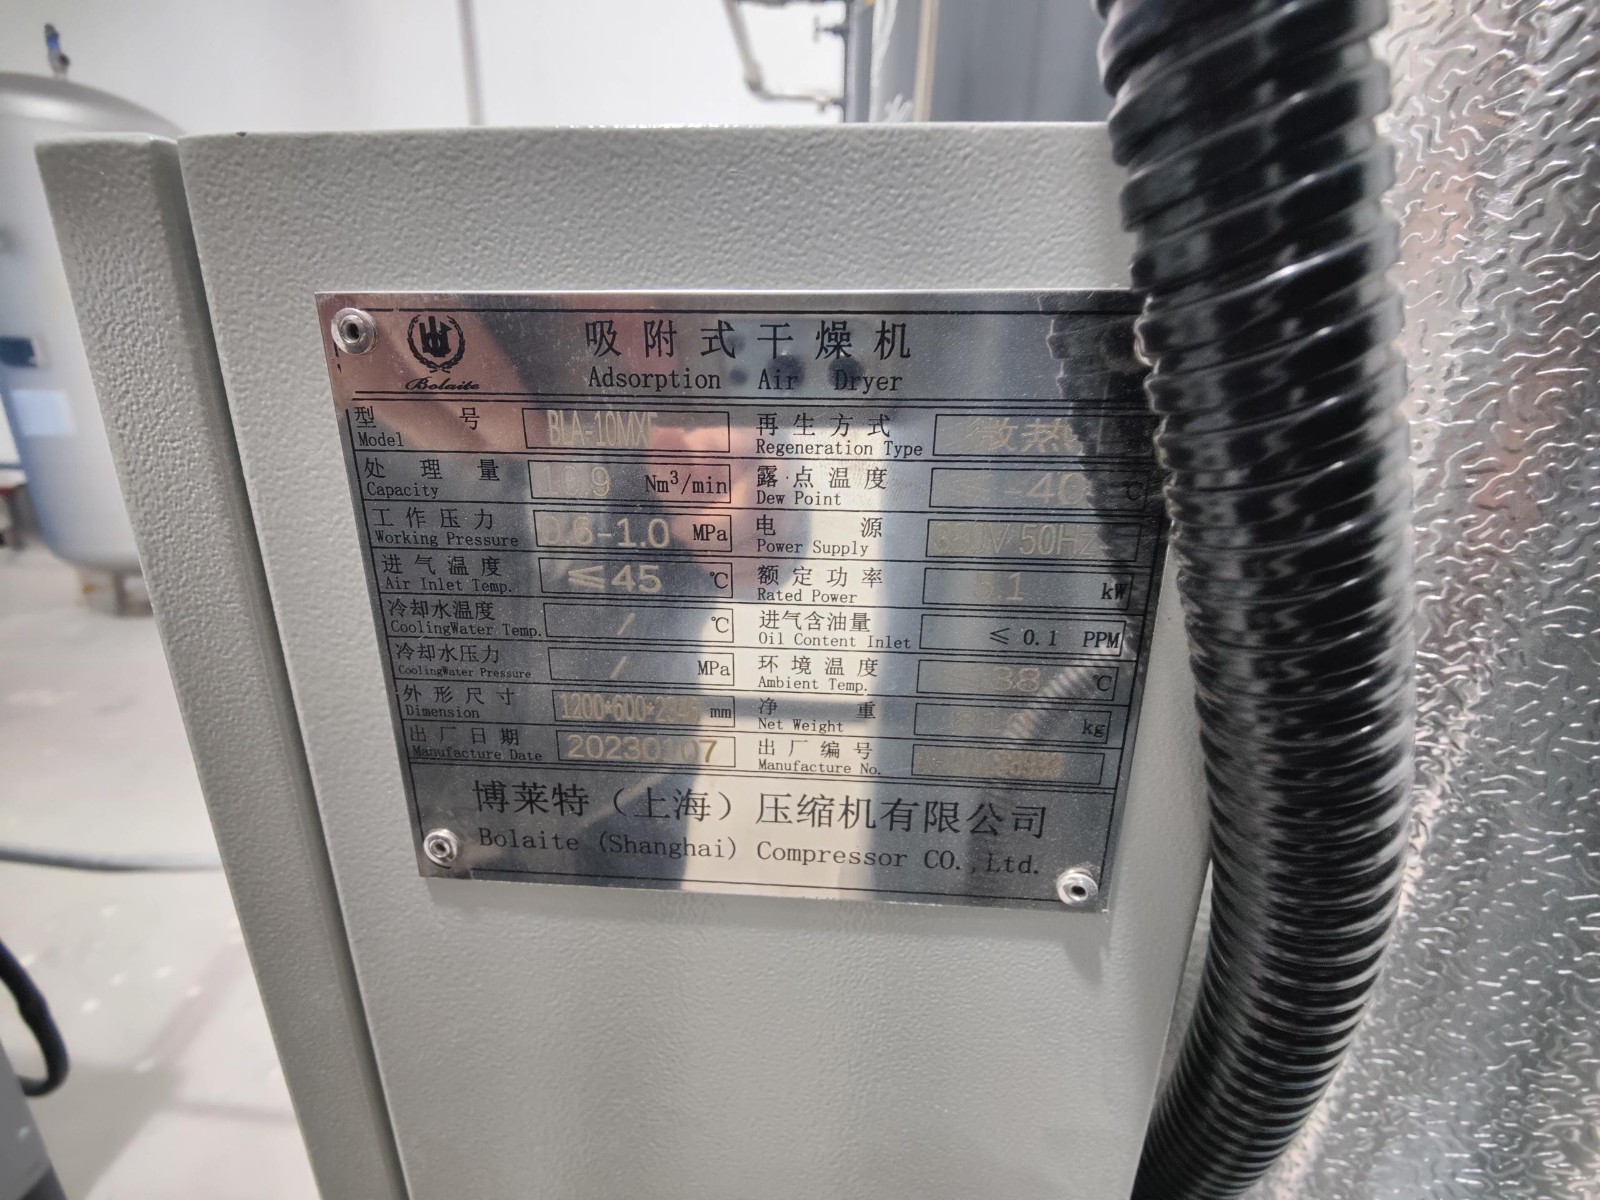 Bolaite
吸附式干燥机
Adsorption Air Dryer
型号 BLA-10MXF 再生方式 微热
Model Regeneration Type
处理量 Nm³/min 露点温度 -40 ℃
Capacity Dew Point
工作压力 0.6-1.0 MPa 电源 50Hz
Working Pressure Power Supply
进气温度 ≤45 ℃ 额定功率 kW
Air Inlet Temp. Rated Power
冷却水温度 / ℃ 进气含油量 ≤ 0.1 PPM
CoolingWater Temp. Oil Content Inlet
冷却水压力 / MPa 环境温度 38 ℃
CoolingWater Pressure Ambient Temp.
外形尺寸 mm 净重 kg
Dimension Net Weight
出厂日期 20230107 出厂编号
Manufacture Date Manufacture No.
博莱特（上海）压缩机有限公司
Bolaite (Shanghai) Compressor CO.,Ltd.